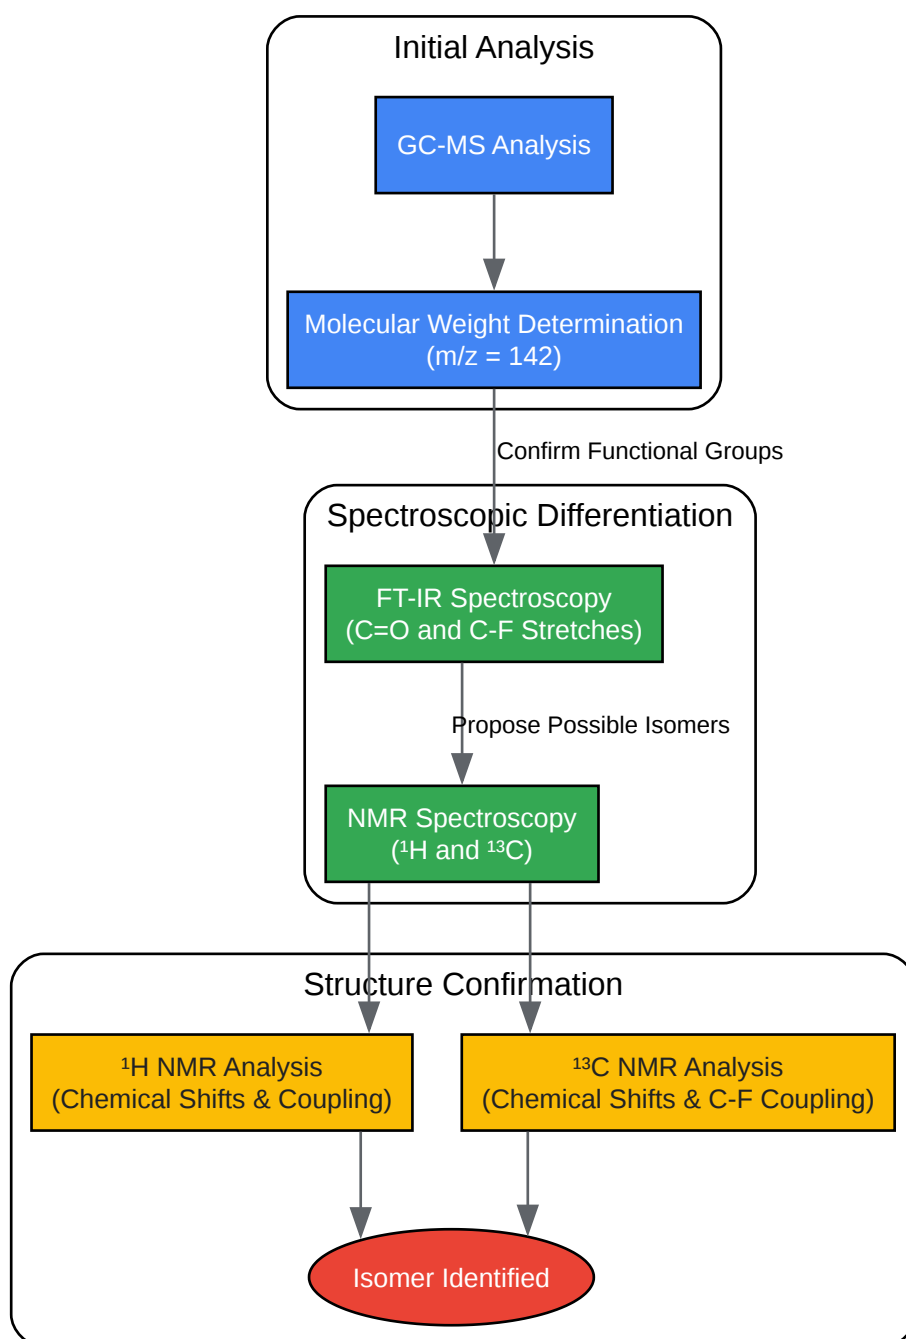 Initial Analysis
GC-MS Analysis
Molecular Weight Determination
(m/z = 142)
Confirm Functional Groups
Spectroscopic Differentiation
FT-IR Spectroscopy
(C=O and C-F Stretches)
Propose Possible Isomers
NMR Spectroscopy
(¹H and ¹³C)
Structure Confirmation
¹H NMR Analysis
(Chemical Shifts & Coupling)
¹³C NMR Analysis
(Chemical Shifts & C-F Coupling)
Isomer Identified